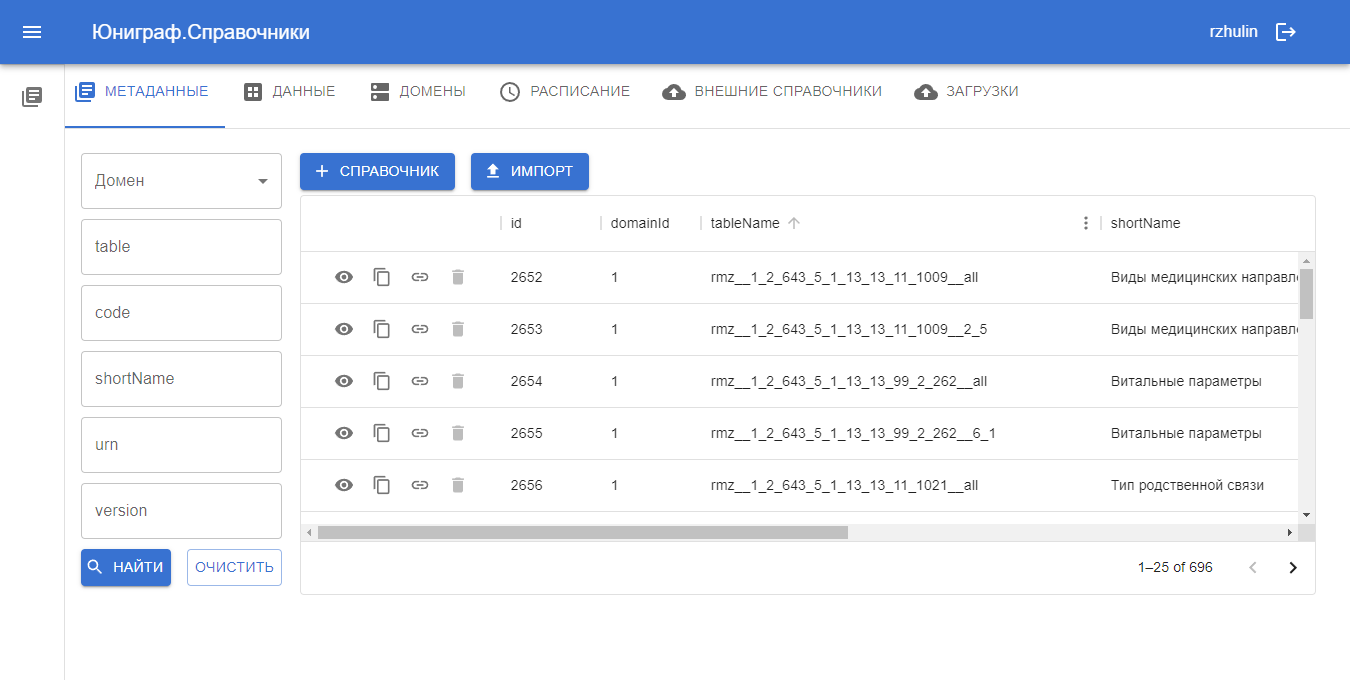 Юниграф.Справочники
rzhulin
МЕТАДАННЫЕ ДАННЫЕ ДОМЕНЫ РАСПИСАНИЕ ВНЕШНИЕ СПРАВОЧНИКИ ЗАГРУЗКИ
Домен
table
code
shortName
urn
version
НАЙТИ ОЧИСТИТЬ
СПРАВОЧНИК ИМПОРТ
id domainId tableName shortName
2652 1 rmz__1_2_643_5_1_13_13_11_1009__all Виды медицинских направле
2653 1 rmz__1_2_643_5_1_13_13_11_1009__2_5 Виды медицинских направле
2654 1 rmz__1_2_643_5_1_13_13_99_2_262__all Витальные параметры
2655 1 rmz__1_2_643_5_1_13_13_99_2_262__6_1 Витальные параметры
2656 1 rmz__1_2_643_5_1_13_13_11_1021__all Тип родственной связи
1–25 of 696